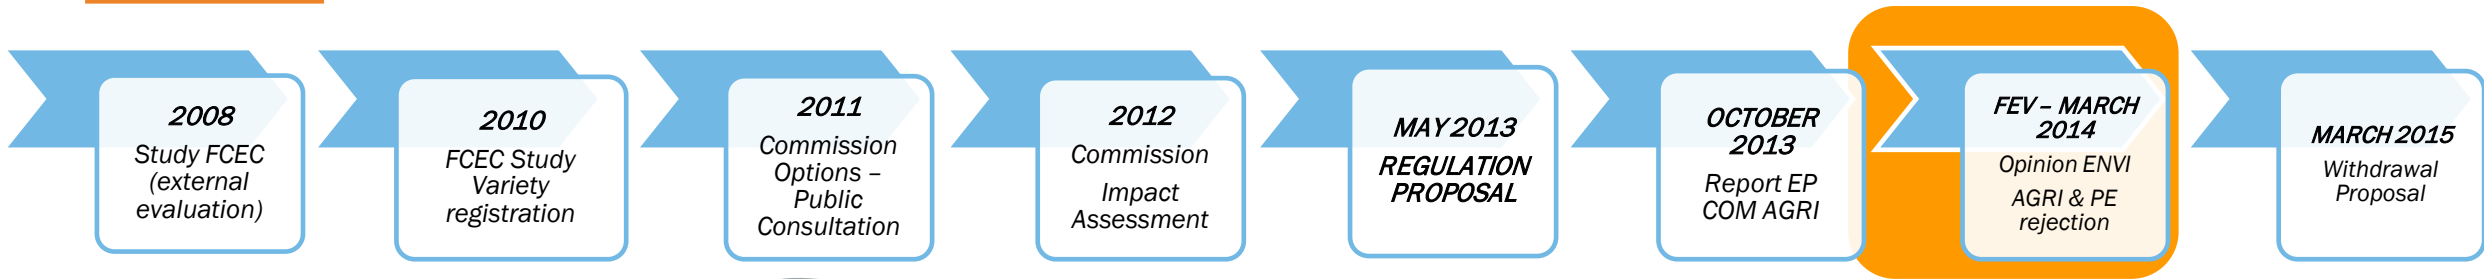 2008
Study FCEC
(external
evaluation)
2010
FCEC Study
Variety
registration
2011
Commission
Options –
Public
Consultation
2012
Commission
Impact
Assessment
MAY 2013
REGULATION
PROPOSAL
OCTOBER
2013
Report EP
COM AGRI
FEV – MARCH
2014
Opinion ENVI
AGRI & PE
rejection
MARCH 2015
Withdrawal
Proposal